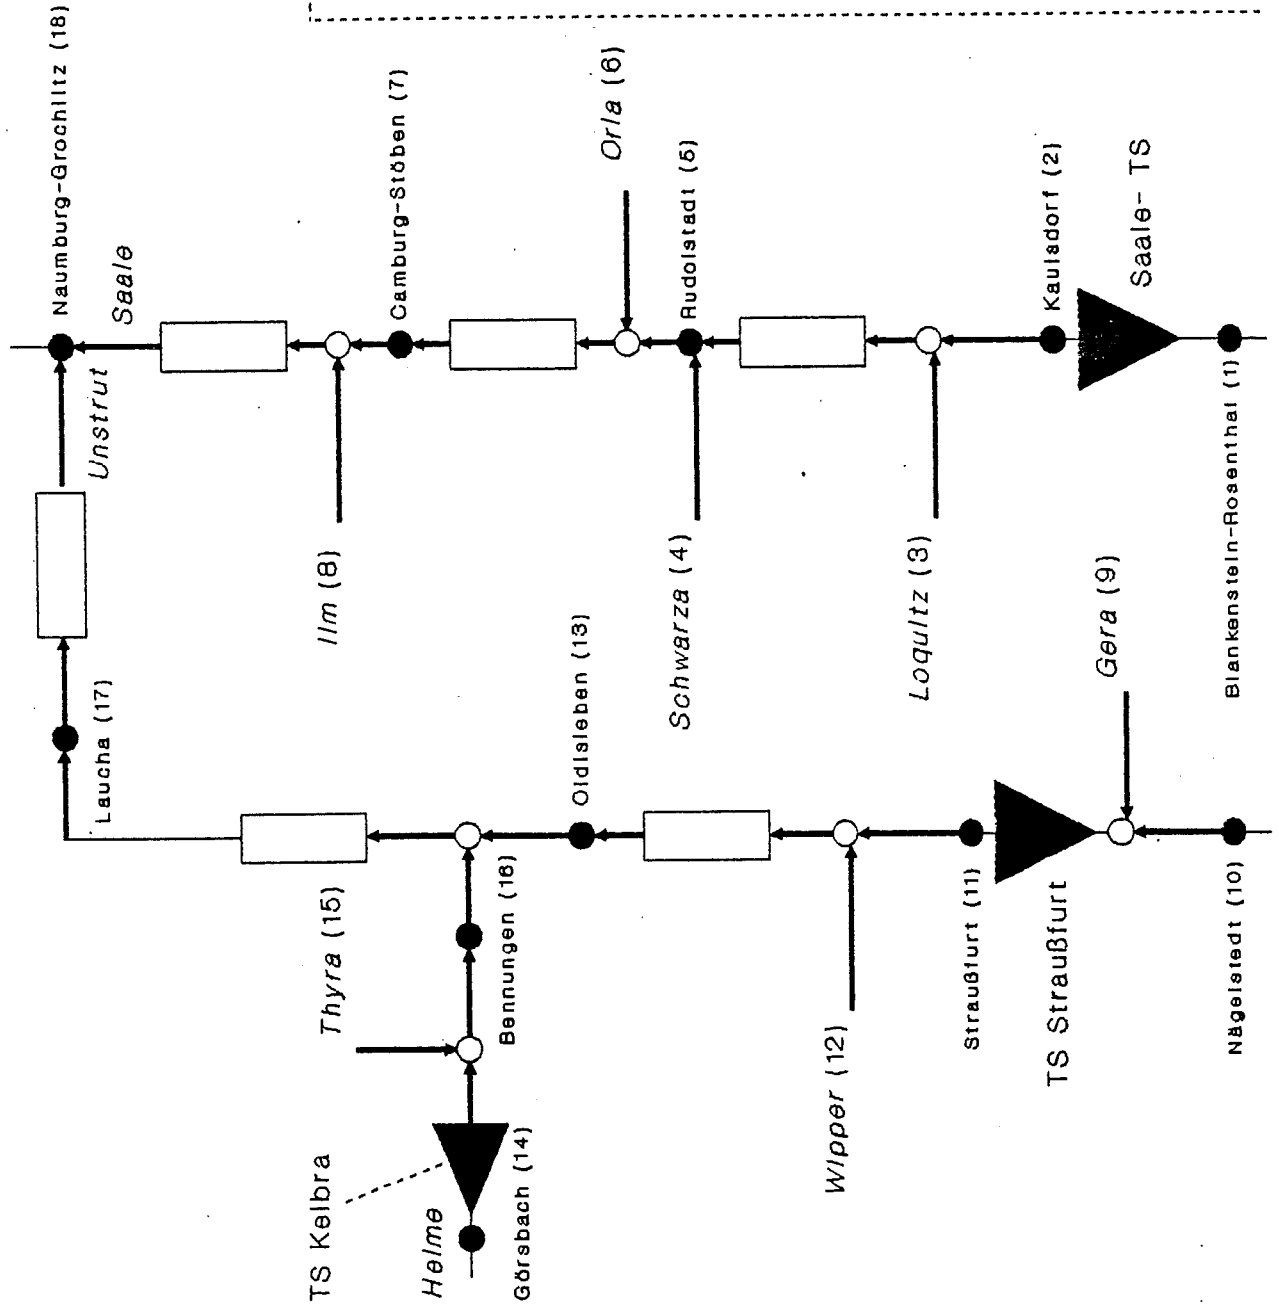 Naumburg-Grochlitz (18)
Saale
Unstrut
Camburg-Stöben (7)
Orla (6)
Rudolstadt (5)
Kaulsdorf (2)
Saale- TS
Laucha (17)
Ilm (8)
Oldisleben (13)
Schwarza (4)
Loquitz (3)
Gera (9)
Blankenstein-Rosenthal (1)
Thyra (15)
Bennungen (16)
Straußfurt (11)
TS Straußfurt
Nägelstedt (10)
Wipper (12)
TS Kelbra
Helme
Görsbach (14)